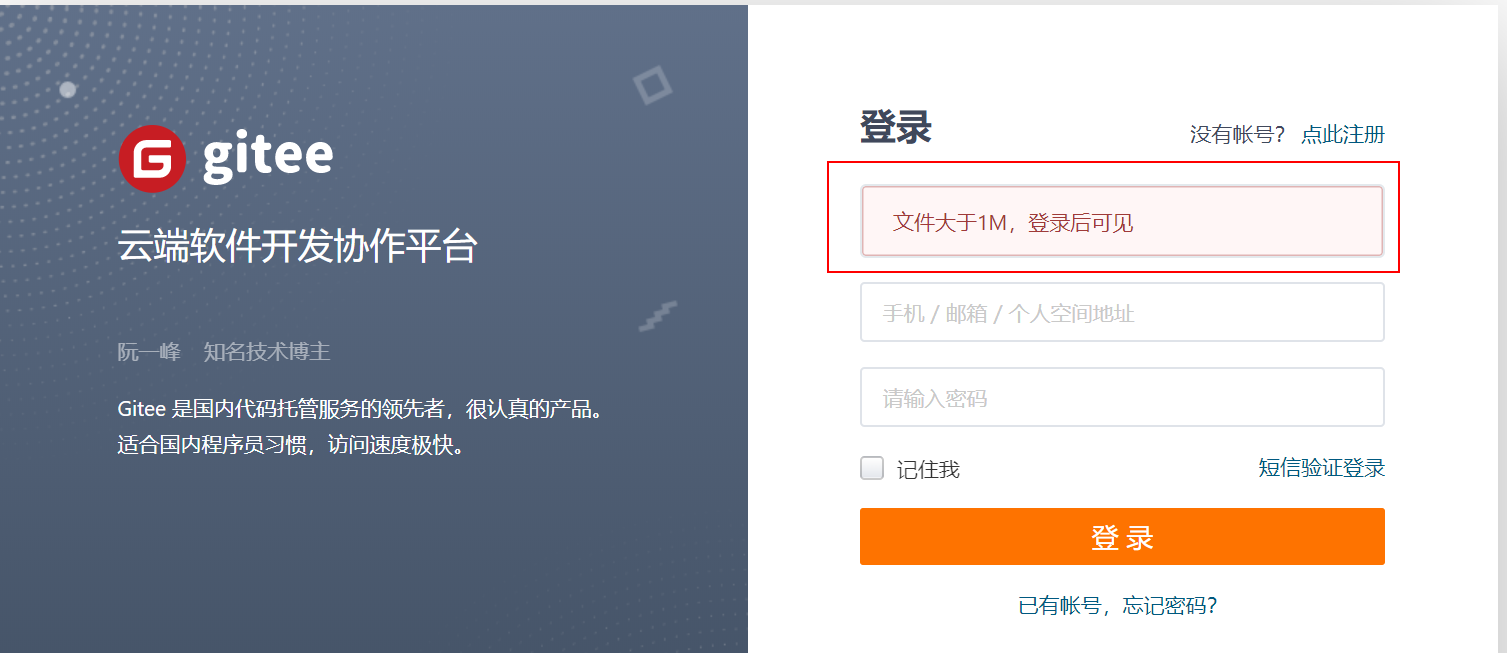 gitee
云端软件开发协作平台
阮一峰 知名技术博主
Gitee 是国内代码托管服务的领先者，很认真的产品。
适合国内程序员习惯，访问速度极快。
登录
没有帐号？ 点此注册
文件大于1M，登录后可见
手机 / 邮箱 / 个人空间地址
请输入密码
记住我
短信验证登录
登 录
已有帐号，忘记密码？